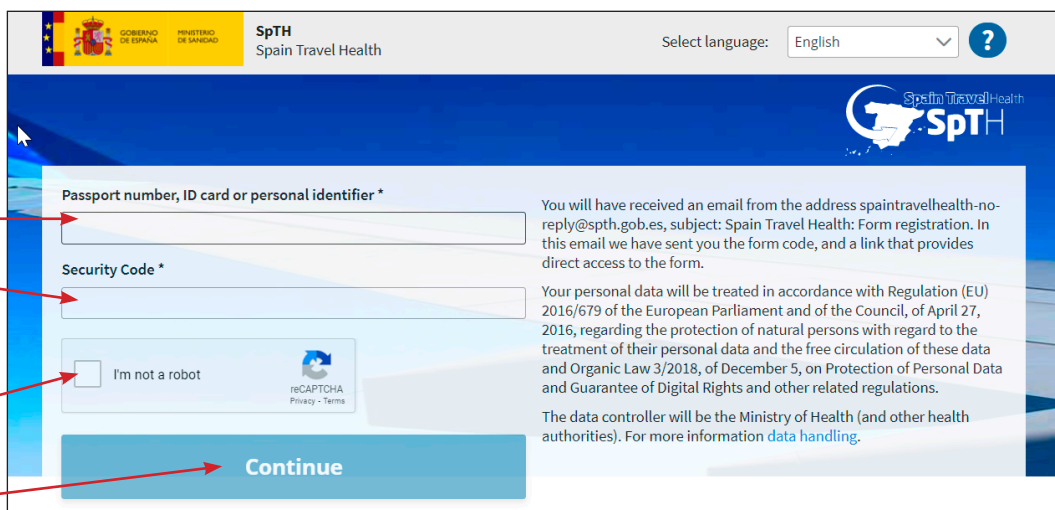 GOBIERNO
DE ESPAÑA
MINISTERIO
DE SANIDAD
SpTH
Spain Travel Health
Select language:
English
?
Spain TravelHealth
SpTH
Passport number, ID card or personal identifier *
Security Code *
I'm not a robot
reCAPTCHA
Privacy - Terms
Continue
You will have received an email from the address spaintravelhealth-no-
reply@spth.gob.es, subject: Spain Travel Health: Form registration. In
this email we have sent you the form code, and a link that provides
direct access to the form.
Your personal data will be treated in accordance with Regulation (EU)
2016/679 of the European Parliament and of the Council, of April 27,
2016, regarding the protection of natural persons with regard to the
treatment of their personal data and the free circulation of these data
and Organic Law 3/2018, of December 5, on Protection of Personal Data
and Guarantee of Digital Rights and other related regulations.
The data controller will be the Ministry of Health (and other health
authorities). For more information data handling.